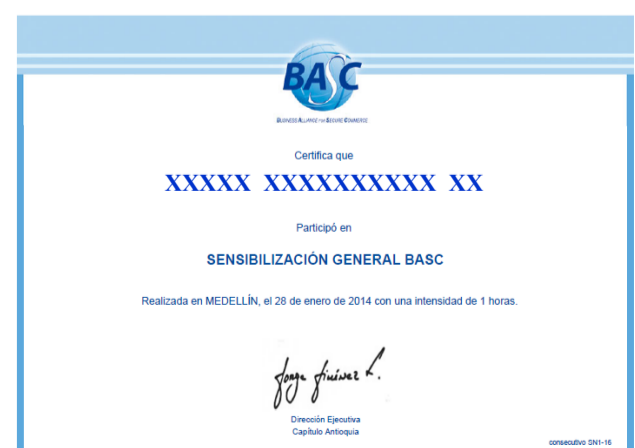 BASC
BUSINESS ALLIANCE FOR SECURE COMMERCE
Certifica que
XXXXX XXXXXXXXXX XX
Participó en
SENSIBILIZACIÓN GENERAL BASC
Realizada en MEDELLÍN, el 28 de enero de 2014 con una intensidad de 1 horas.
Jorge Jiménez L.
Dirección Ejecutiva
Capítulo Antioquia
consecutivo SN1-16